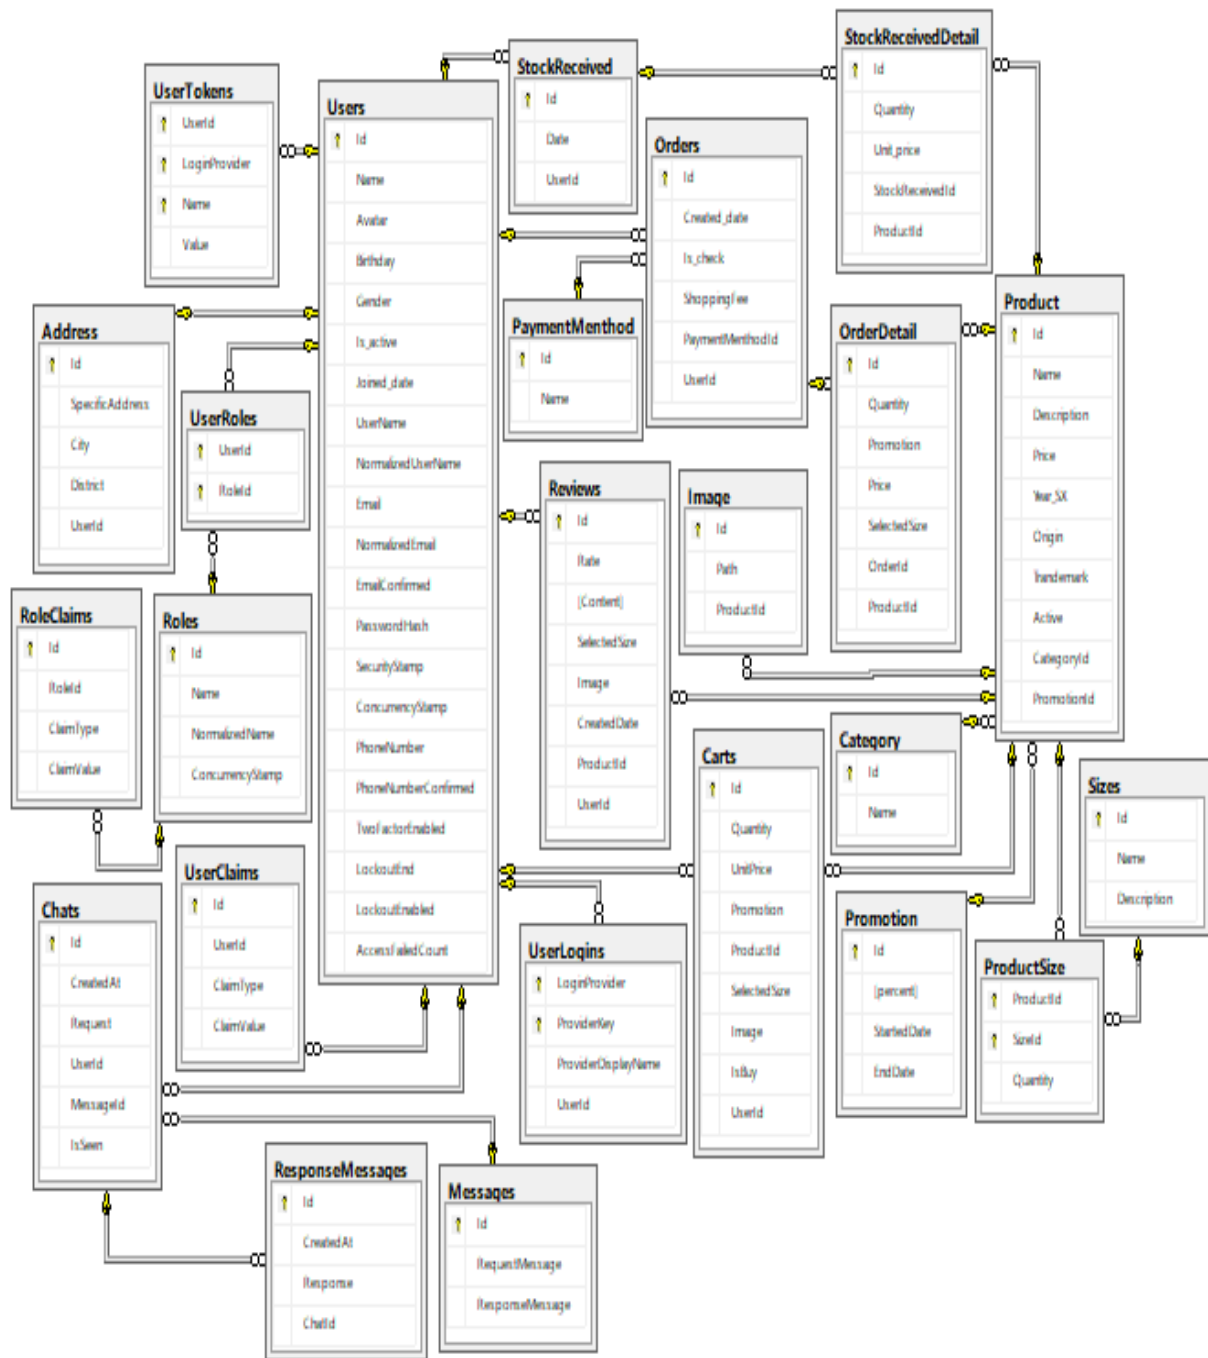 StockReceivedDetail
Id
Quantity
Unit_price
StockReceivedId
ProductId
StockReceived
Id
Date
UserId
UserTokens
UserId
LoginProvider
Name
Value
Users
Id
Name
Avatar
Birthday
Gender
Is_active
Joined_date
UserName
NormalizedUserName
Email
NormalizedEmail
EmailConfirmed
PasswordHash
SecurityStamp
ConcurrencyStamp
PhoneNumber
PhoneNumberConfirmed
TwoFactorEnabled
LockoutEnd
LockoutEnabled
AccessFailedCount
Orders
Id
Created_date
Is_check
ShoppingFee
PaymentMenthodId
UserId
Product
Id
Name
Description
Price
Year_SX
Origin
Trandemark
Active
CategoryId
PromotionId
Address
Id
SpecificAddress
City
District
UserId
PaymentMenthod
Id
Name
OrderDetail
Id
Quantity
Promotion
Price
SelectedSize
OrderId
ProductId
UserRoles
UserId
RoleId
Reviews
Id
Rate
[Content]
SelectedSize
Image
CreatedDate
ProductId
UserId
Image
Id
Path
ProductId
RoleClaims
Id
RoleId
ClaimType
ClaimValue
Roles
Id
Name
NormalizedName
ConcurrencyStamp
Carts
Id
Quantity
UnitPrice
Promotion
ProductId
SelectedSize
Image
IsBuy
UserId
Category
Id
Name
Sizes
Id
Name
Description
UserClaims
Id
UserId
ClaimType
ClaimValue
Chats
Id
CreatedAt
Request
UserId
MessageId
IsSeen
UserLogins
LoginProvider
ProviderKey
ProviderDisplayName
UserId
Promotion
Id
[percent]
StartedDate
EndDate
ProductSize
ProductId
SizeId
Quantity
ResponseMessages
Id
CreatedAt
Response
ChatId
Messages
Id
RequestMessage
ResponseMessage